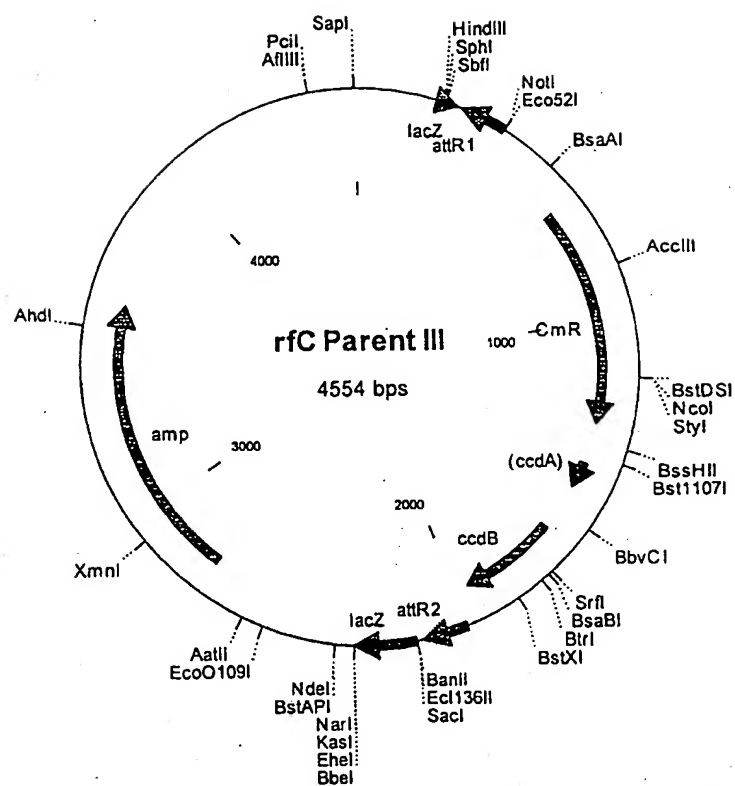 SapI
PciI
AflIII
HindIII
SphI
SbfI
NotI
Eco52I
BsaAI
lacZ
attR1
4000
AccIII
AhdI
rfC Parent III
4554 bps
1000
CmR
BstDSI
NcoI
StyI
amp
3000
(ccdA)
BssHII
Bst1107I
2000
ccdB
BbvCI
XmnI
SrfI
BsaBI
BtrI
BstXI
lacZ
attR2
AatII
EcoO109I
NdeI
BstAPI
NarI
KasI
EheI
BbeI
BanII
Ecl136II
SacI